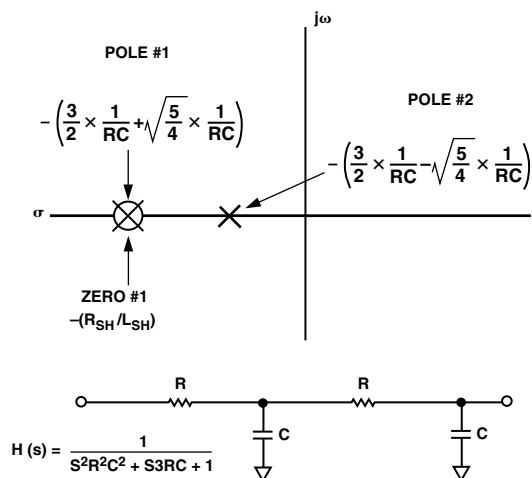 jω
POLE #1
− ( 3/2 × 1/RC + √5/4 × 1/RC )
POLE #2
− ( 3/2 × 1/RC − √5/4 × 1/RC )
σ
ZERO #1
−(R_SH/L_SH)
R
R
C
C
H (s) = 1 / S²R²C² + S3RC + 1